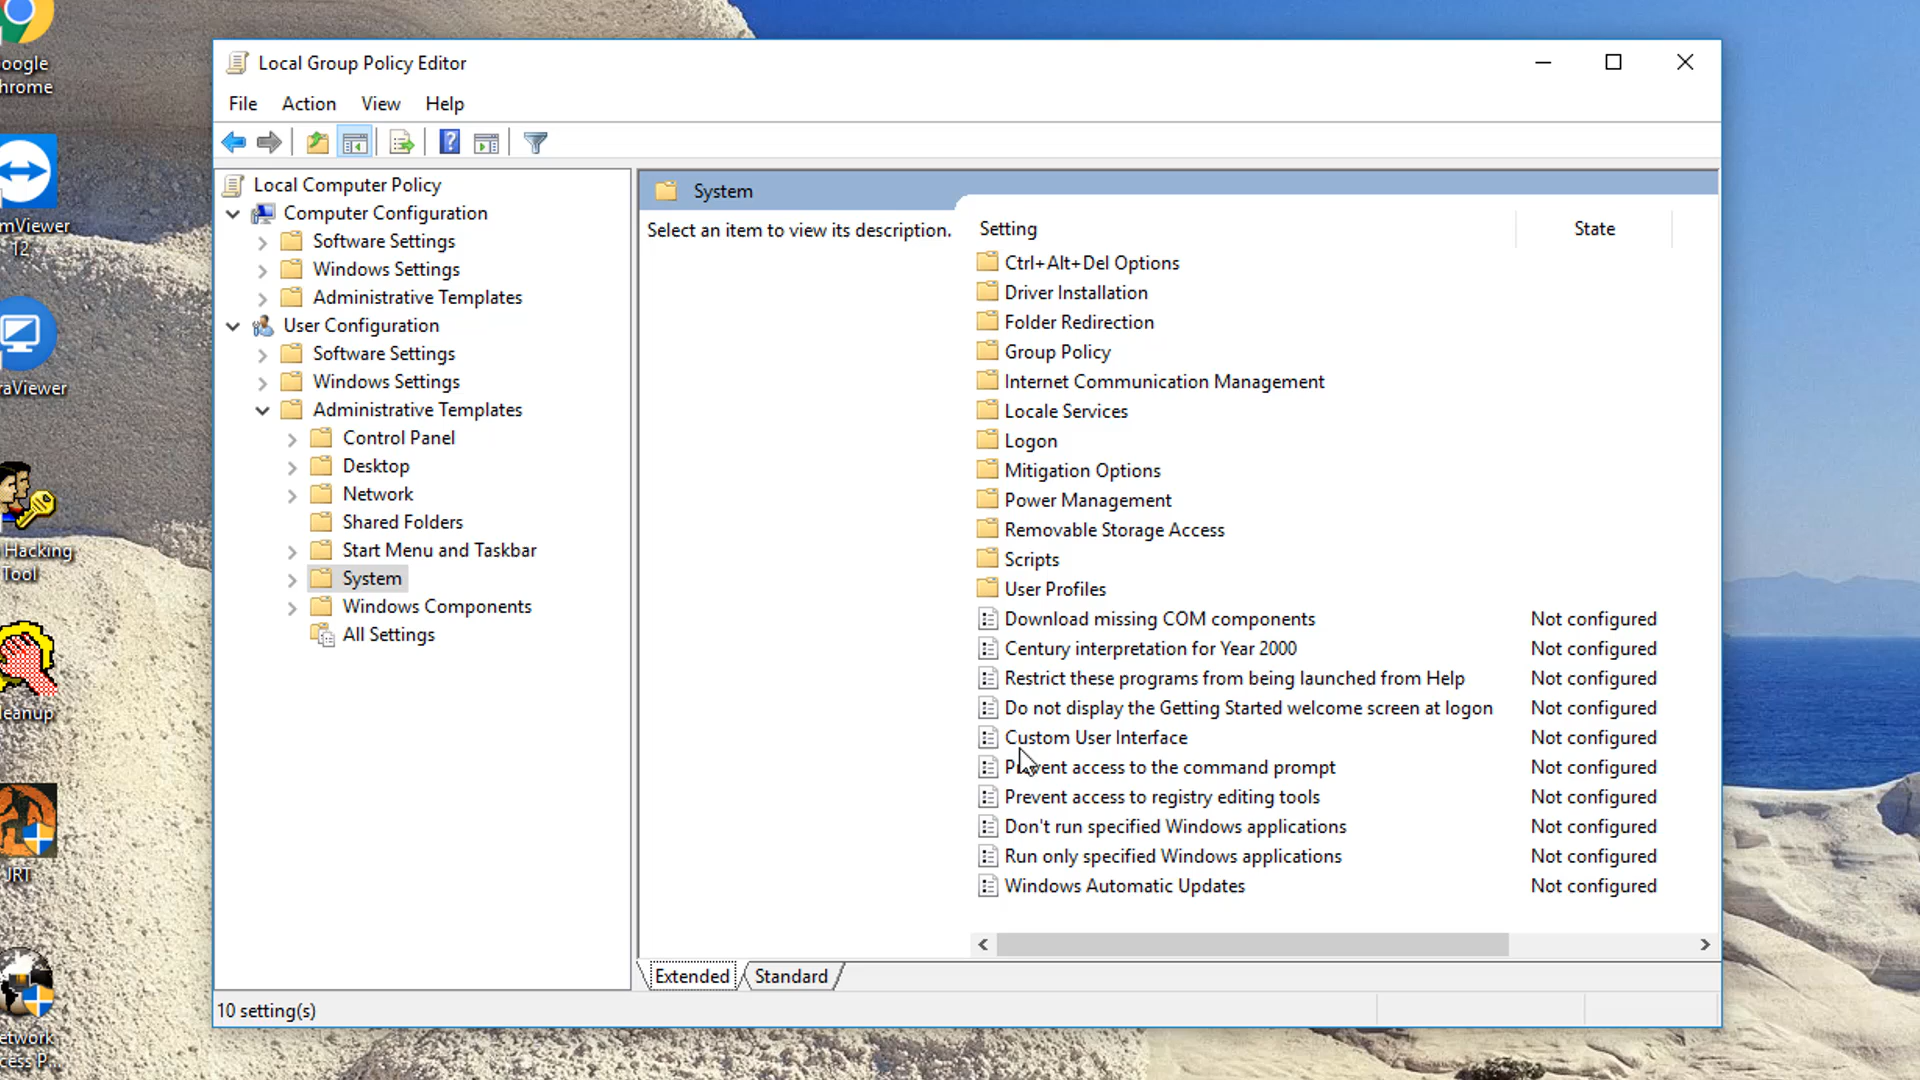 oogle
hrome
mViewer
12
raViewer
Hacking
Tool
eanup
JRT
etwork
cess P...
Local Group Policy Editor
File Action View Help
Local Computer Policy
Computer Configuration
Software Settings
Windows Settings
Administrative Templates
User Configuration
Software Settings
Windows Settings
Administrative Templates
Control Panel
Desktop
Network
Shared Folders
Start Menu and Taskbar
System
Windows Components
All Settings
System
Select an item to view its description.
Setting State
Ctrl+Alt+Del Options
Driver Installation
Folder Redirection
Group Policy
Internet Communication Management
Locale Services
Logon
Mitigation Options
Power Management
Removable Storage Access
Scripts
User Profiles
Download missing COM components Not configured
Century interpretation for Year 2000 Not configured
Restrict these programs from being launched from Help Not configured
Do not display the Getting Started welcome screen at logon Not configured
Custom User Interface Not configured
Prevent access to the command prompt Not configured
Prevent access to registry editing tools Not configured
Don't run specified Windows applications Not configured
Run only specified Windows applications Not configured
Windows Automatic Updates Not configured
Extended Standard
10 setting(s)